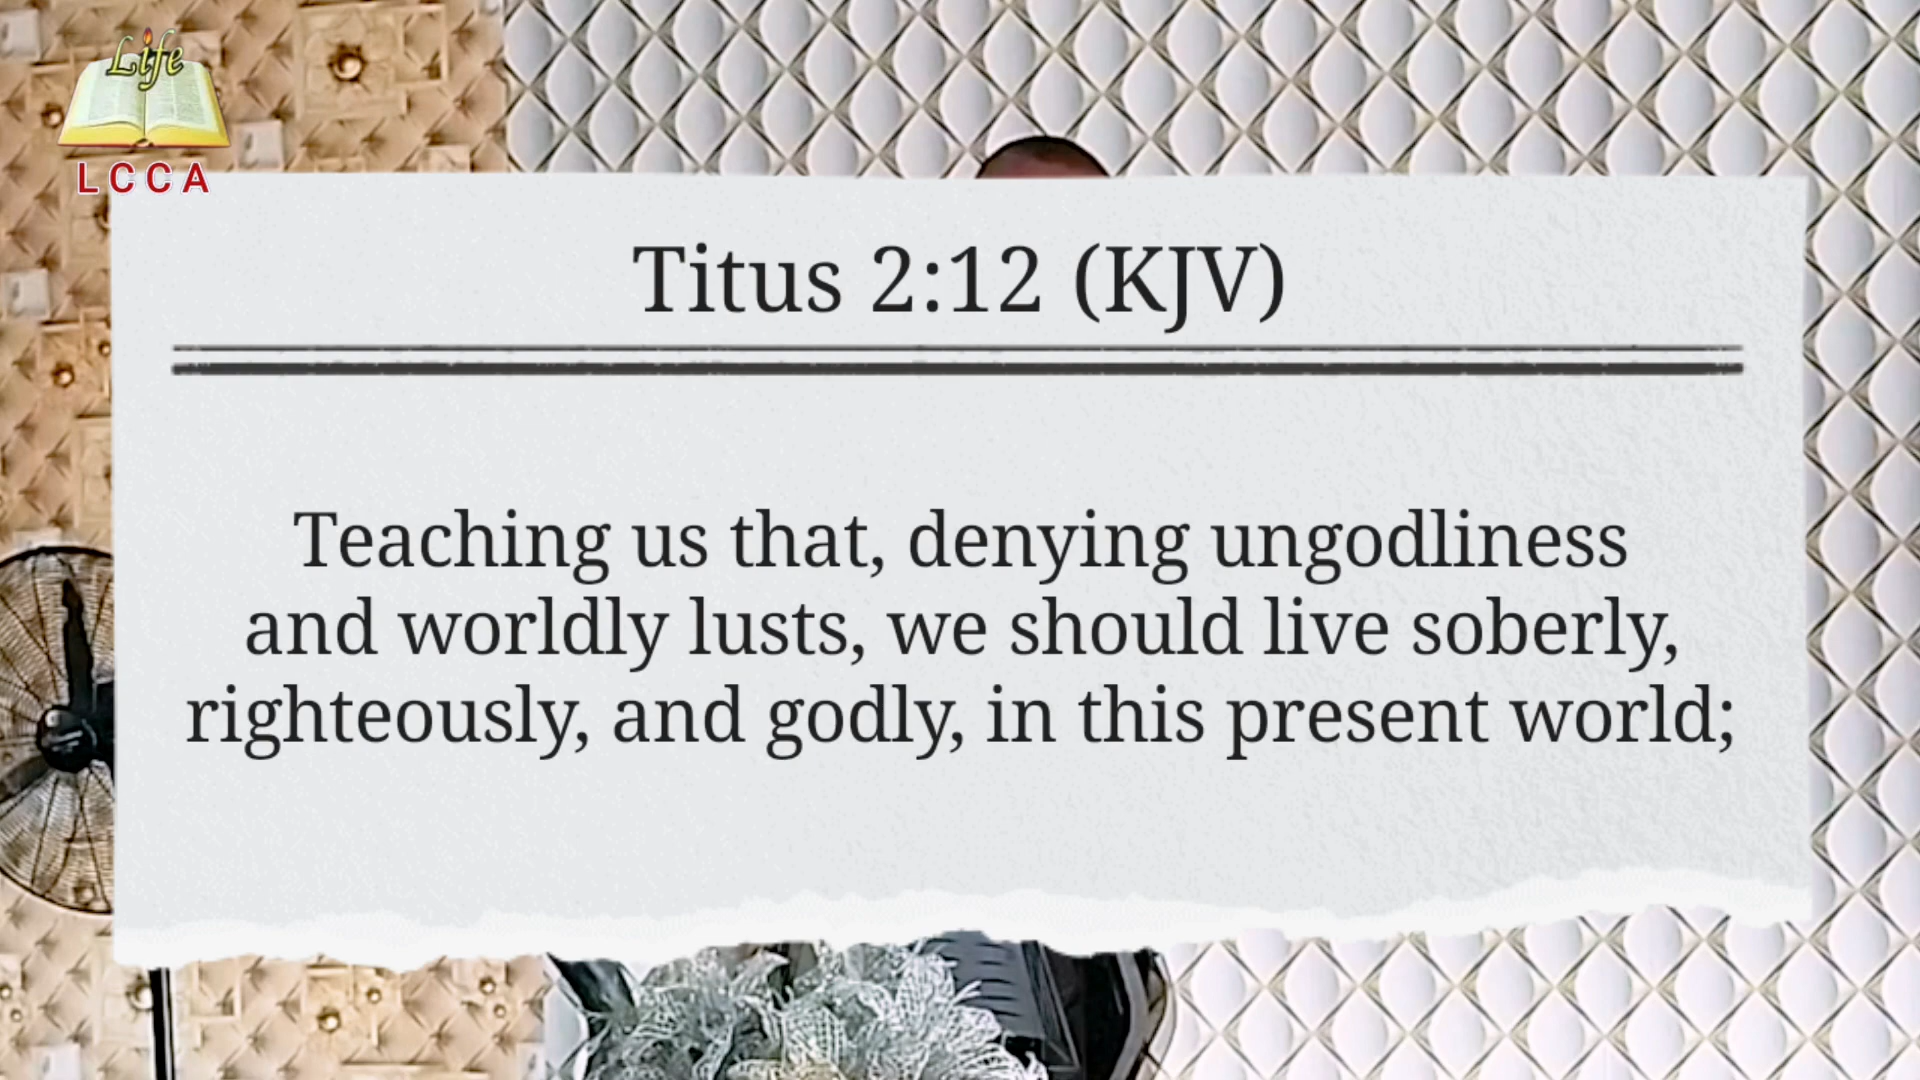 Life
LCCA
Titus 2:12 (KJV)
Teaching us that, denying ungodliness
and worldly lusts, we should live soberly,
righteously, and godly, in this present world;